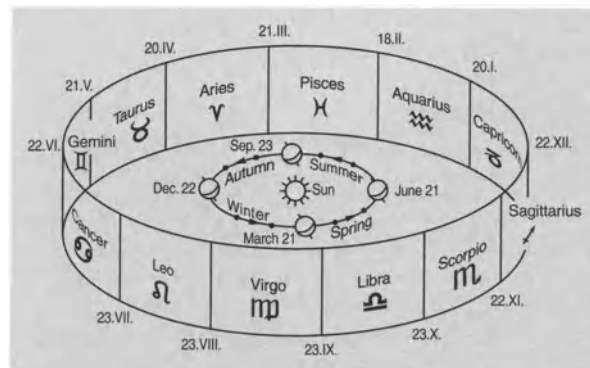 21.III.
20.IV.
18.II.
21.V.
20.I.
Aries
Pisces
Taurus
Aquarius
Capricorn
22.VI.
Gemini
22.XII.
Sep. 23
Autumn
Summer
Dec. 22
Sun
June 21
Winter
Spring
March 21
Sagittarius
Cancer
Leo
Virgo
Libra
Scorpio
22.XI.
23.VII.
23.X.
23.VIII.
23.IX.